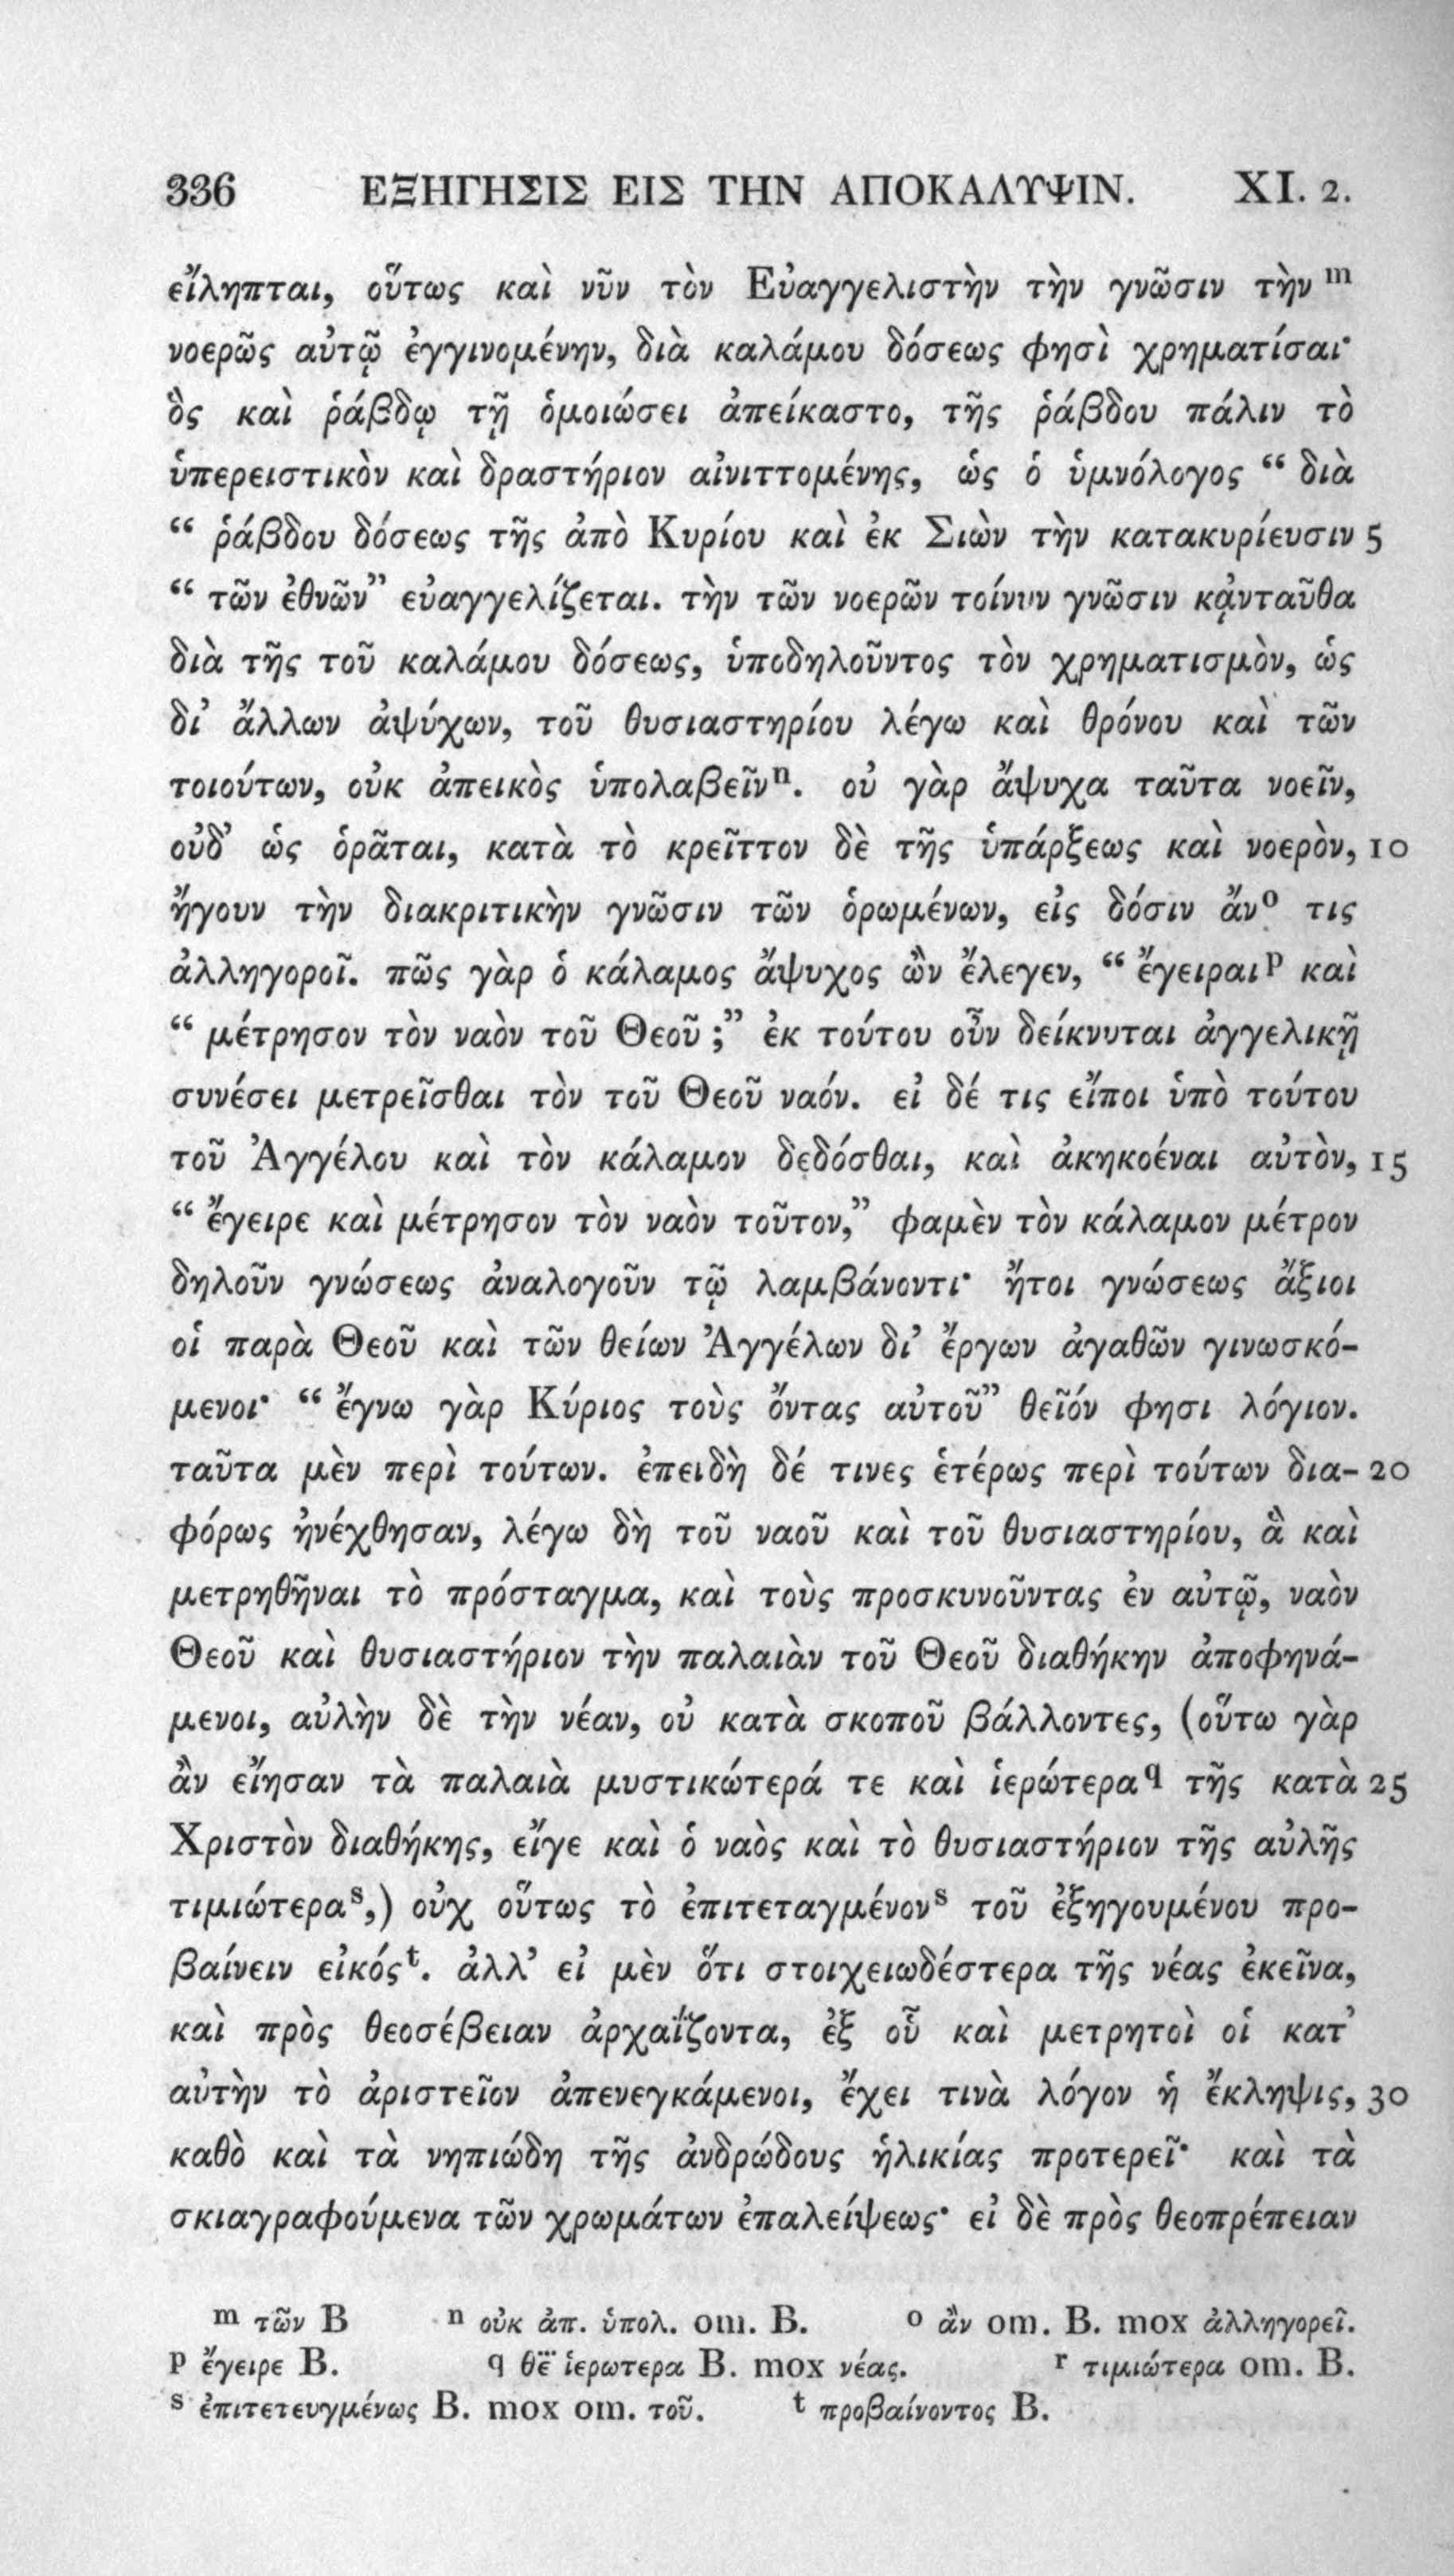 336 ΕΞΗΓΗΣΙΣ ΕΙΣ ΤΗΝ ΑΠΟΚΑΛΥΨΙΝ. XI. 2.
εἴληπται, οὕτως καὶ νῦν τὸν Εὐαγγελιστὴν τὴν γνῶσιν τὴν m
νοερῶς αὐτῷ ἐγγινομένην, διὰ καλάμου δόσεως φησὶ χρηματίσαι·
ὃς καὶ ῥάβδῳ τῇ ὁμοιώσει ἀπείκαστο, τῆς ῥάβδου πάλιν τὸ
ὑπερειστικὸν καὶ δραστήριον αἰνιττομένης, ὡς ὁ ὑμνόλογος “ διὰ
“ ῥάβδου δόσεως τῆς ἀπὸ Κυρίου καὶ ἐκ Σιὼν τὴν κατακυρίευσιν 5
“ τῶν ἐθνῶν” εὐαγγελίζεται. τὴν τῶν νοερῶν τοίνυν γνῶσιν κᾀνταῦθα
διὰ τῆς τοῦ καλάμου δόσεως, ὑποδηλοῦντος τὸν χρηματισμὸν, ὡς
δι’ ἄλλων ἀψύχων, τοῦ θυσιαστηρίου λέγω καὶ θρόνου καὶ τῶν
τοιούτων, οὐκ ἀπεικὸς ὑπολαβεῖν n. οὐ γὰρ ἄψυχα ταῦτα νοεῖν,
οὐδ’ ὡς ὁρᾶται, κατὰ τὸ κρεῖττον δὲ τῆς ὑπάρξεως καὶ νοερὸν, 10
ἤγουν τὴν διακριτικὴν γνῶσιν τῶν ὁρωμένων, εἰς δόσιν ἄν o τις
ἀλληγοροῖ. πῶς γὰρ ὁ κάλαμος ἄψυχος ὢν ἔλεγεν, “ ἔγειραι p καὶ
“ μέτρησον τὸν ναὸν τοῦ Θεοῦ ;” ἐκ τούτου οὖν δείκνυται ἀγγελικῇ
συνέσει μετρεῖσθαι τὸν τοῦ Θεοῦ ναόν. εἰ δέ τις εἴποι ὑπὸ τούτου
τοῦ Ἀγγέλου καὶ τὸν κάλαμον δεδόσθαι, καὶ ἀκηκοέναι αὐτὸν, 15
“ ἔγειρε καὶ μέτρησον τὸν ναὸν τοῦτον,” φαμὲν τὸν κάλαμον μέτρον
δηλοῦν γνώσεως ἀναλογοῦν τῷ λαμβάνοντι· ἤτοι γνώσεως ἄξιοι
οἱ παρὰ Θεοῦ καὶ τῶν θείων Ἀγγέλων δι’ ἔργων ἀγαθῶν γινωσκό-
μενοι· “ ἔγνω γὰρ Κύριος τοὺς ὄντας αὐτοῦ” θεῖόν φησι λόγιον.
ταῦτα μὲν περὶ τούτων. ἐπειδὴ δέ τινες ἑτέρως περὶ τούτων δια- 20
φόρως ἠνέχθησαν, λέγω δὴ τοῦ ναοῦ καὶ τοῦ θυσιαστηρίου, ἃ καὶ
μετρηθῆναι τὸ πρόσταγμα, καὶ τοὺς προσκυνοῦντας ἐν αὐτῷ, ναὸν
Θεοῦ καὶ θυσιαστήριον τὴν παλαιὰν τοῦ Θεοῦ διαθήκην ἀποφηνά-
μενοι, αὐλὴν δὲ τὴν νέαν, οὐ κατὰ σκοποῦ βάλλοντες, (οὕτω γὰρ
ἂν εἴησαν τὰ παλαιὰ μυστικώτερά τε καὶ ἱερώτερα q τῆς κατὰ 25
Χριστὸν διαθήκης, εἴγε καὶ ὁ ναὸς καὶ τὸ θυσιαστήριον τῆς αὐλῆς
τιμιώτερα s,) οὐχ οὕτως τὸ ἐπιτεταγμένον s τοῦ ἐξηγουμένου προ-
βαίνειν εἰκός t. ἀλλ’ εἰ μὲν ὅτι στοιχειωδέστερα τῆς νέας ἐκεῖνα,
καὶ πρὸς θεοσέβειαν ἀρχαΐζοντα, ἐξ οὗ καὶ μετρητοὶ οἱ κατ’
αὐτὴν τὸ ἀριστεῖον ἀπενεγκάμενοι, ἔχει τινὰ λόγον ἡ ἔκληψις, 30
καθὸ καὶ τὰ νηπιώδη τῆς ἀνδρώδους ἡλικίας προτερεῖ· καὶ τὰ
σκιαγραφούμενα τῶν χρωμάτων ἐπαλείψεως· εἰ δὲ πρὸς θεοπρέπειαν
m τῶν B n οὐκ ἀπ. ὑπολ. om. B. o ἂν om. B. mox ἀλληγορεῖ.
p ἔγειρε B. q θε̈ ἱερωτερα B. mox νέας. r τιμιώτερα om. B.
s ἐπιτετευγμένως B. mox om. τοῦ. t προβαίνοντος B.